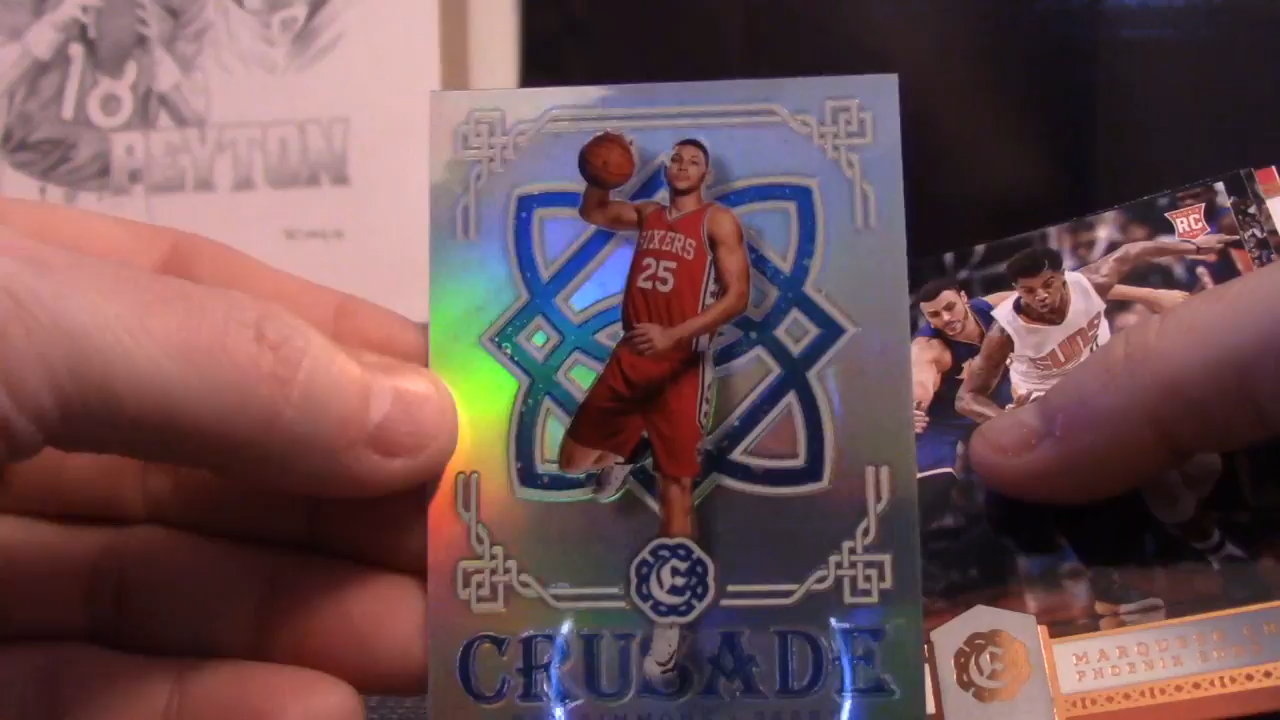 18
PEYTON
SIXERS
25
E
CRUSADE
RC
SUNS
E
MARQUESE CH
PHOENIX SUNS